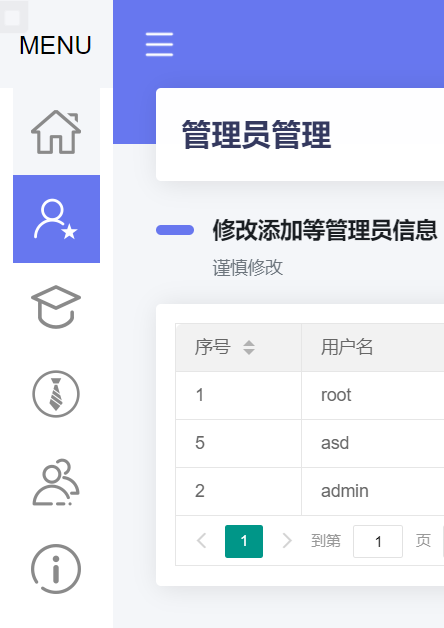 MENU
管理员管理
修改添加等管理员信息
谨慎修改
序号 用户名
1 root
5 asd
2 admin
1 到第 1 页